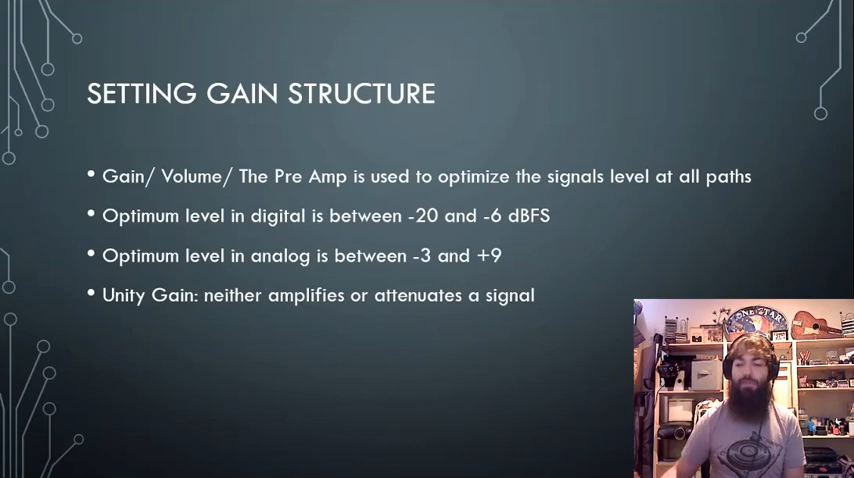 SETTING GAIN STRUCTURE
• Gain/ Volume/ The Pre Amp is used to optimize the signals level at all paths
• Optimum level in digital is between -20 and -6 dBFS
• Optimum level in analog is between -3 and +9
• Unity Gain: neither amplifies or attenuates a signal
LONE STAR